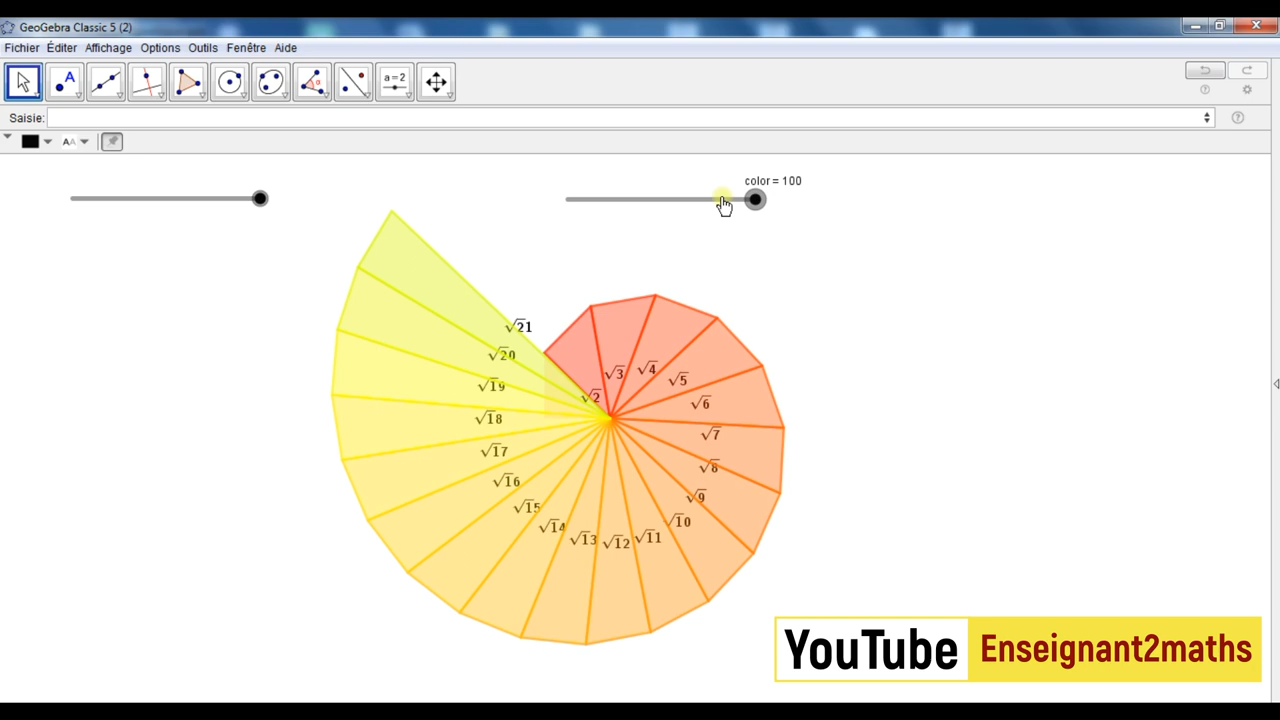 GeoGebra Classic 5 (2)
Fichier Éditer Affichage Options Outils Fenêtre Aide
A
α
a = 2
Saisie:
AA
color = 100
√21
√20
√19
√18
√17
√16
√15
√14
√13
√12
√11
√10
√9
√8
√7
√6
√5
√4
√3
√2
YouTube Enseignant2maths